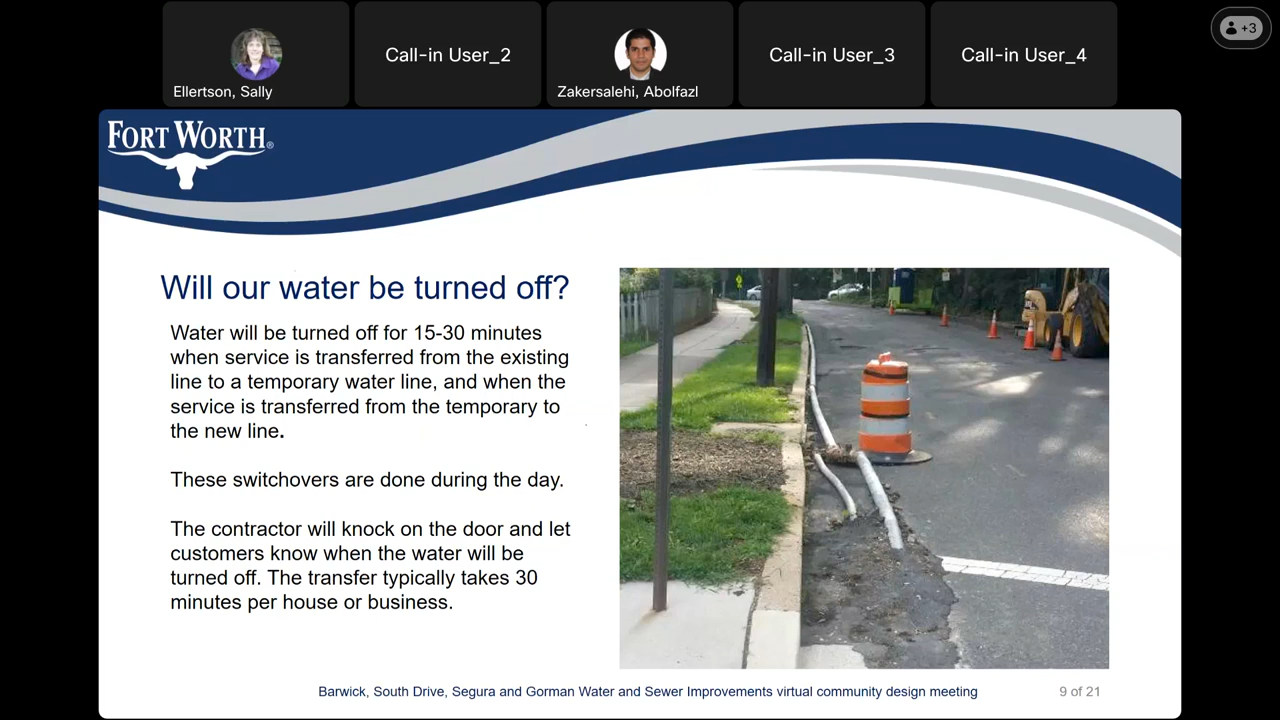 Ellertson, Sally
Call-in User_2
Zakersalehi, Abolfazl
Call-in User_3
Call-in User_4
+3
FORT WORTH®
Will our water be turned off?
Water will be turned off for 15-30 minutes
when service is transferred from the existing
line to a temporary water line, and when the
service is transferred from the temporary to
the new line.
These switchovers are done during the day.
The contractor will knock on the door and let
customers know when the water will be
turned off. The transfer typically takes 30
minutes per house or business.
Barwick, South Drive, Segura and Gorman Water and Sewer Improvements virtual community design meeting
9 of 21